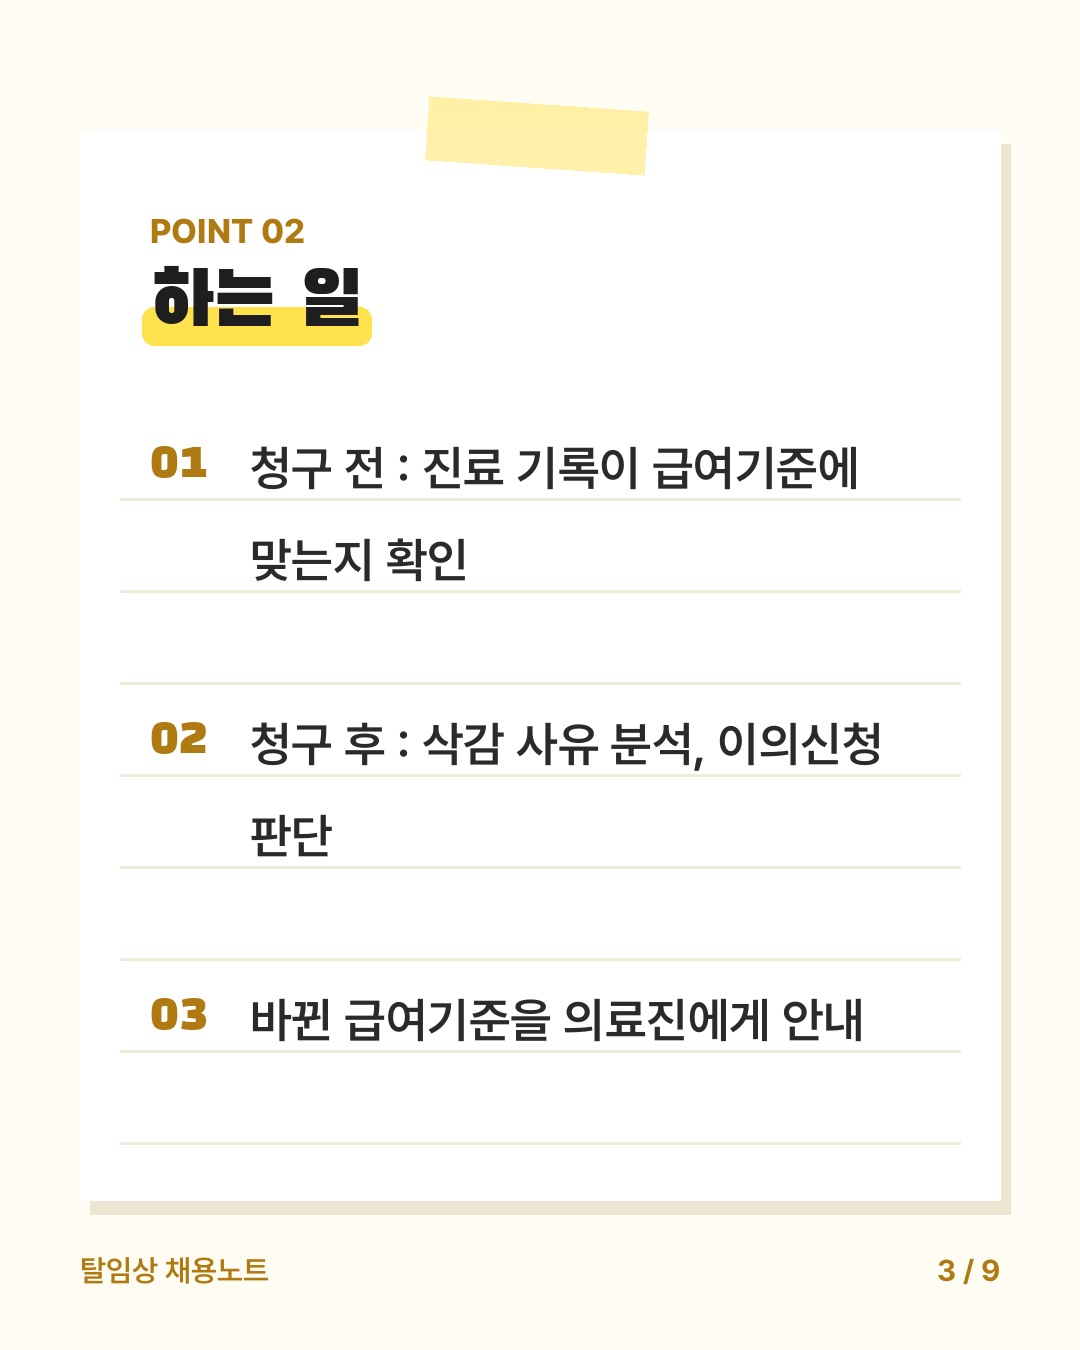 POINT 02
하는 일
01 청구 전 : 진료 기록이 급여기준에
맞는지 확인
02 청구 후 : 삭감 사유 분석, 이의신청
판단
03 바뀐 급여기준을 의료진에게 안내
탈임상 채용노트
3 / 9